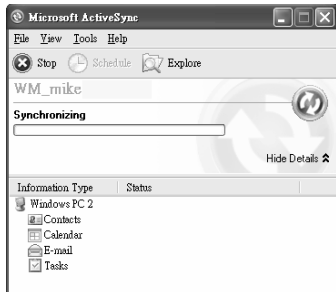 Microsoft ActiveSync
File View Tools Help
Stop Schedule Explore
WM_mike
Synchronizing
Hide Details
Information Type Status
Windows PC 2
Contacts
Calendar
E-mail
Tasks